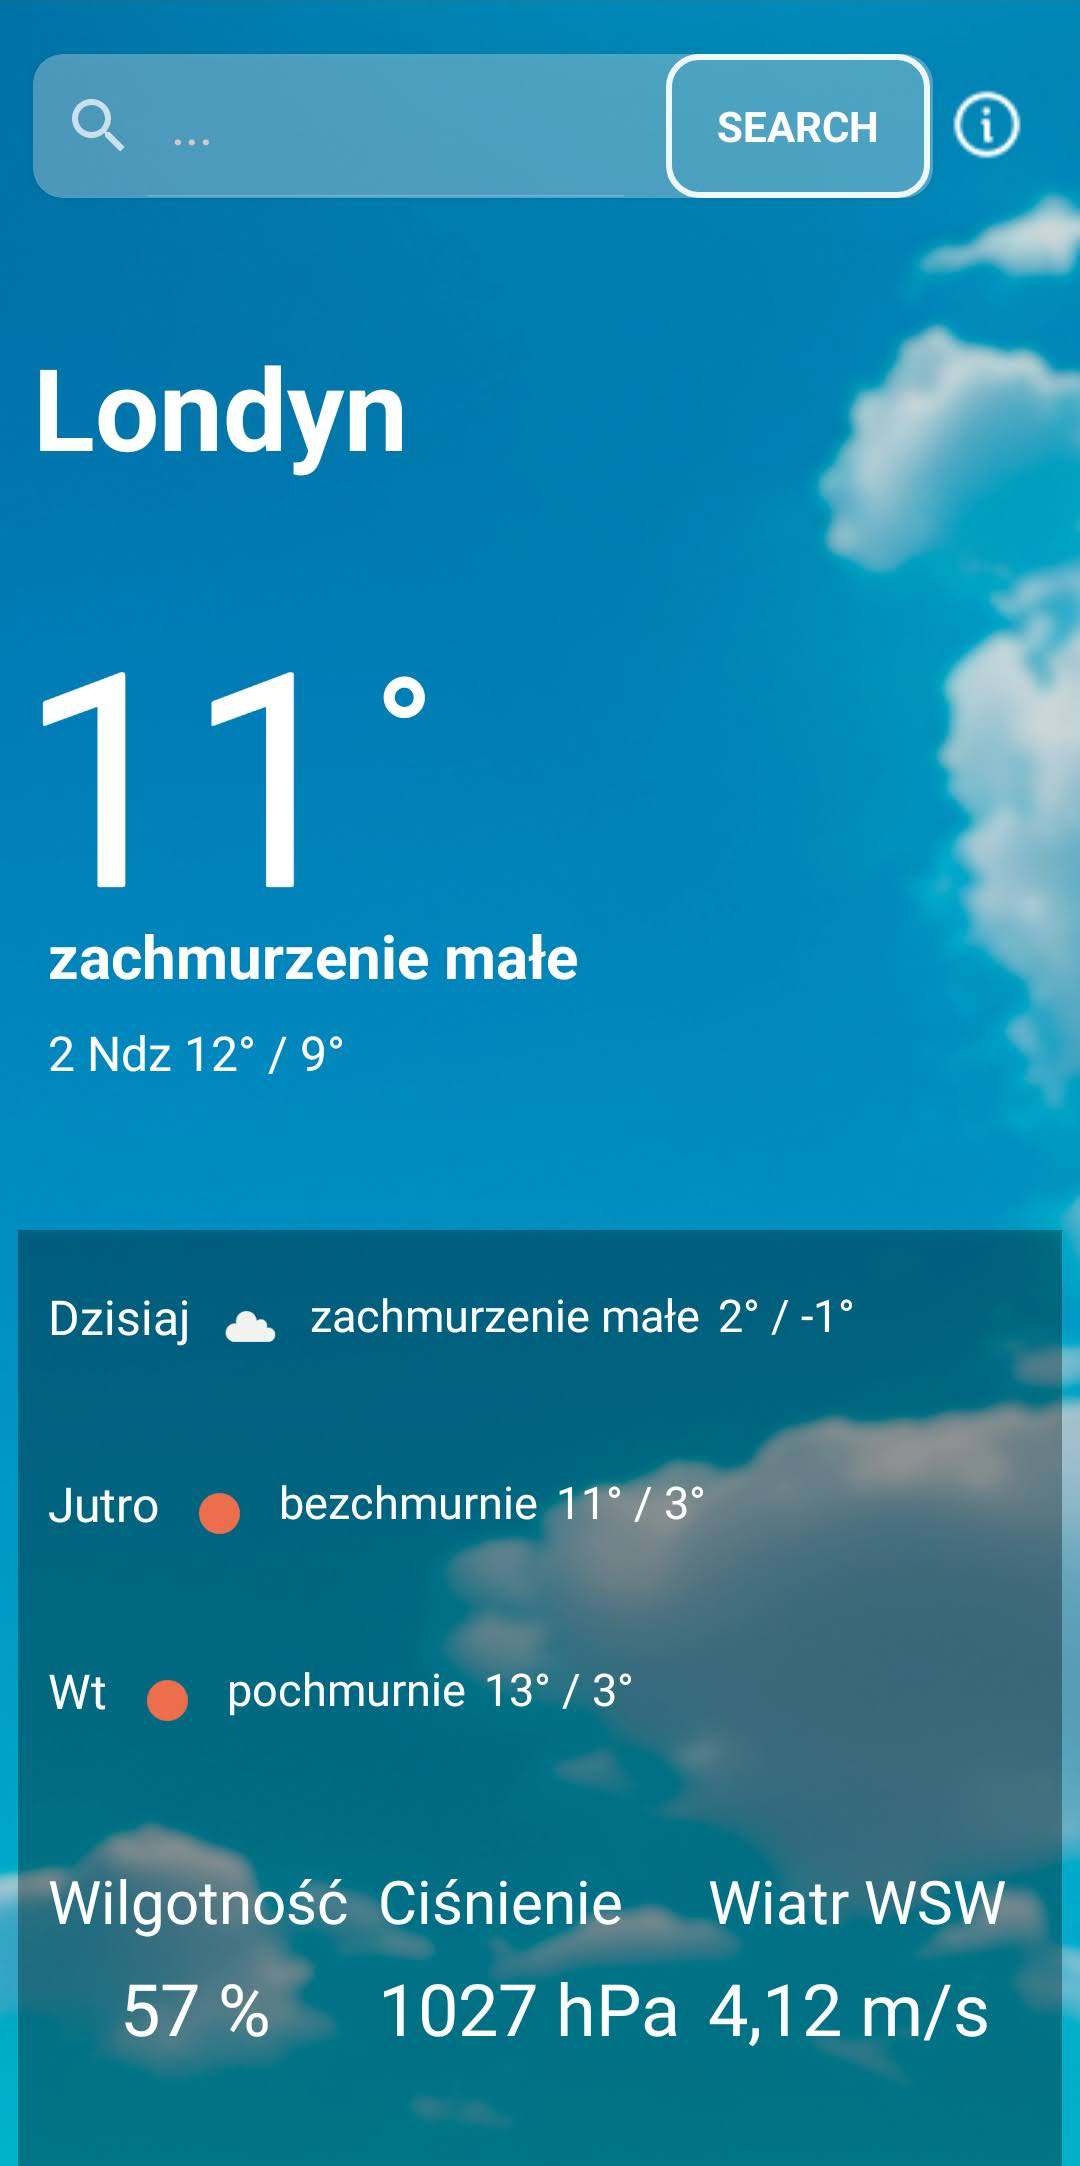 ...
SEARCH
Londyn
11°
zachmurzenie małe
2 Ndz 12° / 9°
Dzisiaj zachmurzenie małe 2° / -1°
Jutro bezchmurnie 11° / 3°
Wt pochmurnie 13° / 3°
Wilgotność Ciśnienie Wiatr WSW
57 % 1027 hPa 4,12 m/s